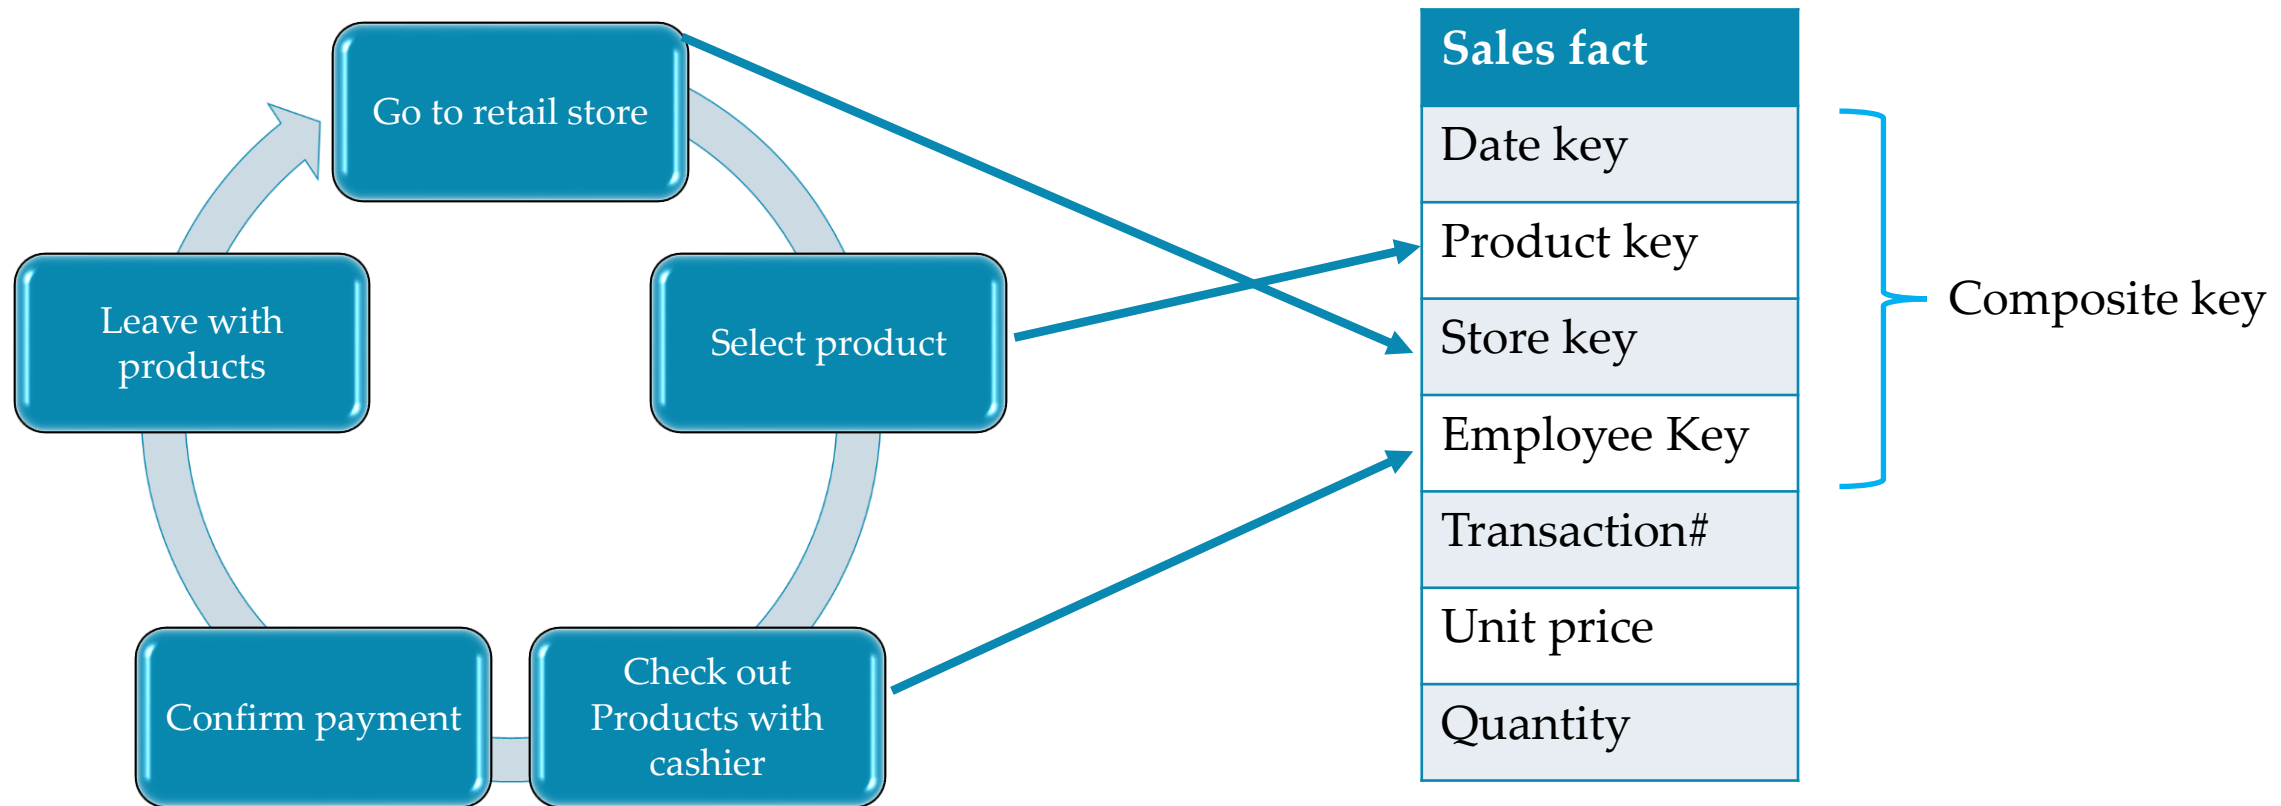 Go to retail store
Select product
Check out
Products with
cashier
Confirm payment
Leave with
products
Sales fact
Date key
Product key
Store key
Employee Key
Transaction#
Unit price
Quantity
Composite key